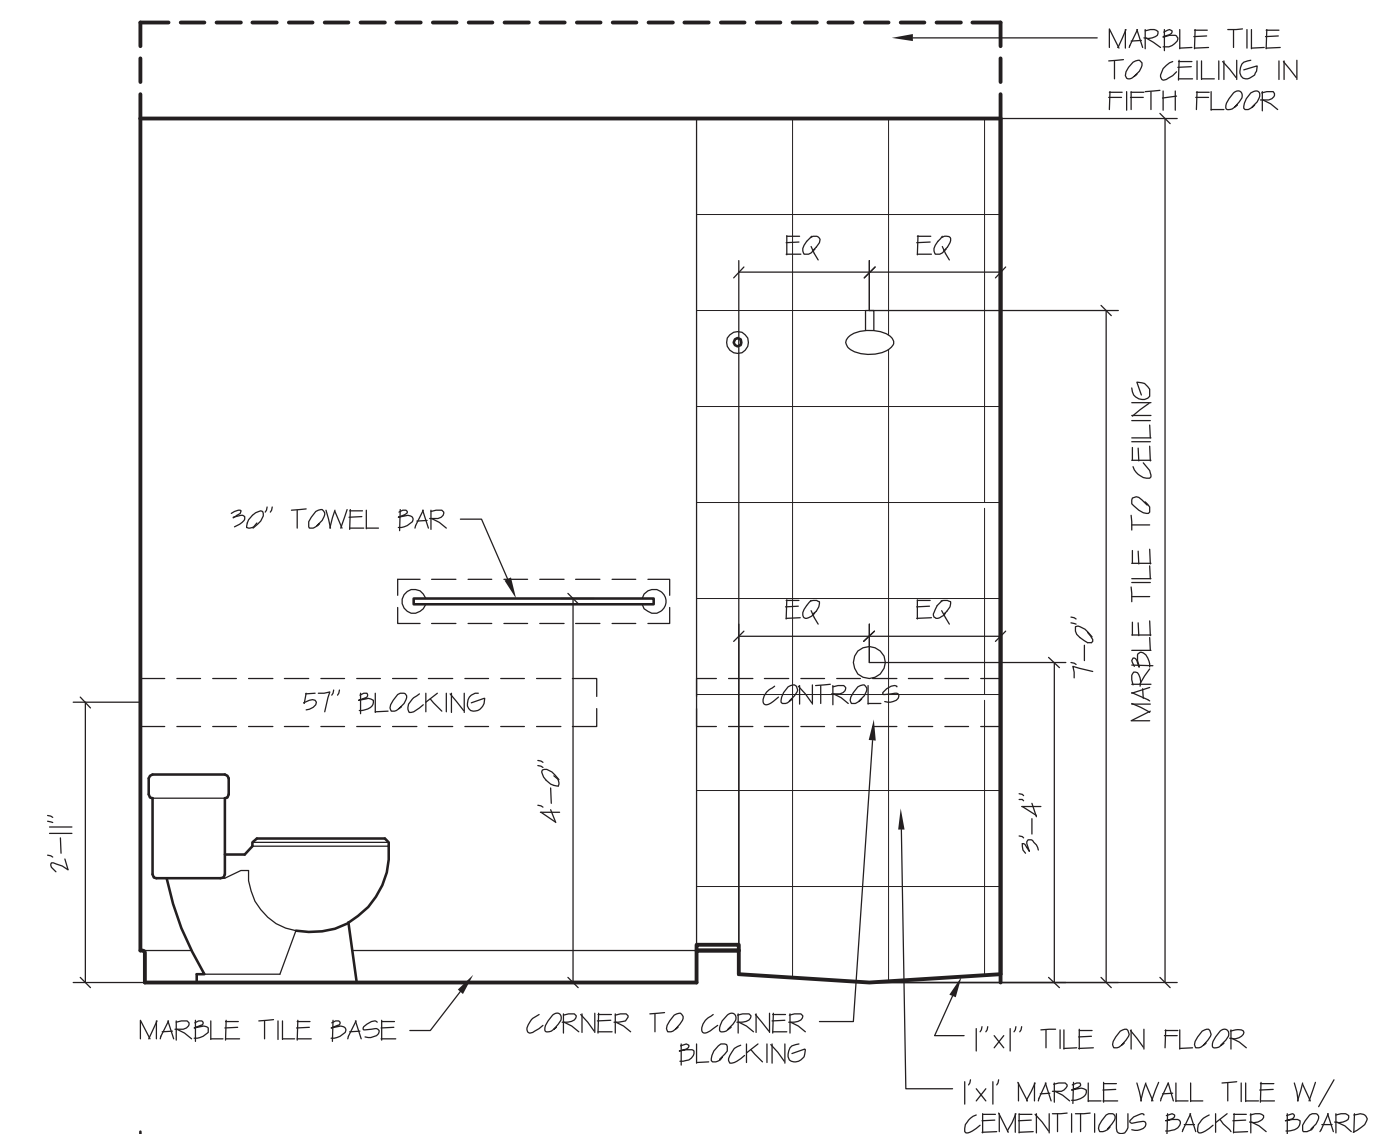 MARBLE TILE
TO CEILING IN
FIFTH FLOOR
EQ
EQ
MARBLE TILE TO CEILING
30" TOWEL BAR
EQ
EQ
7'-0"
57" BLOCKING
CONTROLS
4'-0"
3'-4"
2'-11"
MARBLE TILE BASE
CORNER TO CORNER
BLOCKING
1"x1" TILE ON FLOOR
1'x1' MARBLE WALL TILE W/
CEMENTITIOUS BACKER BOARD